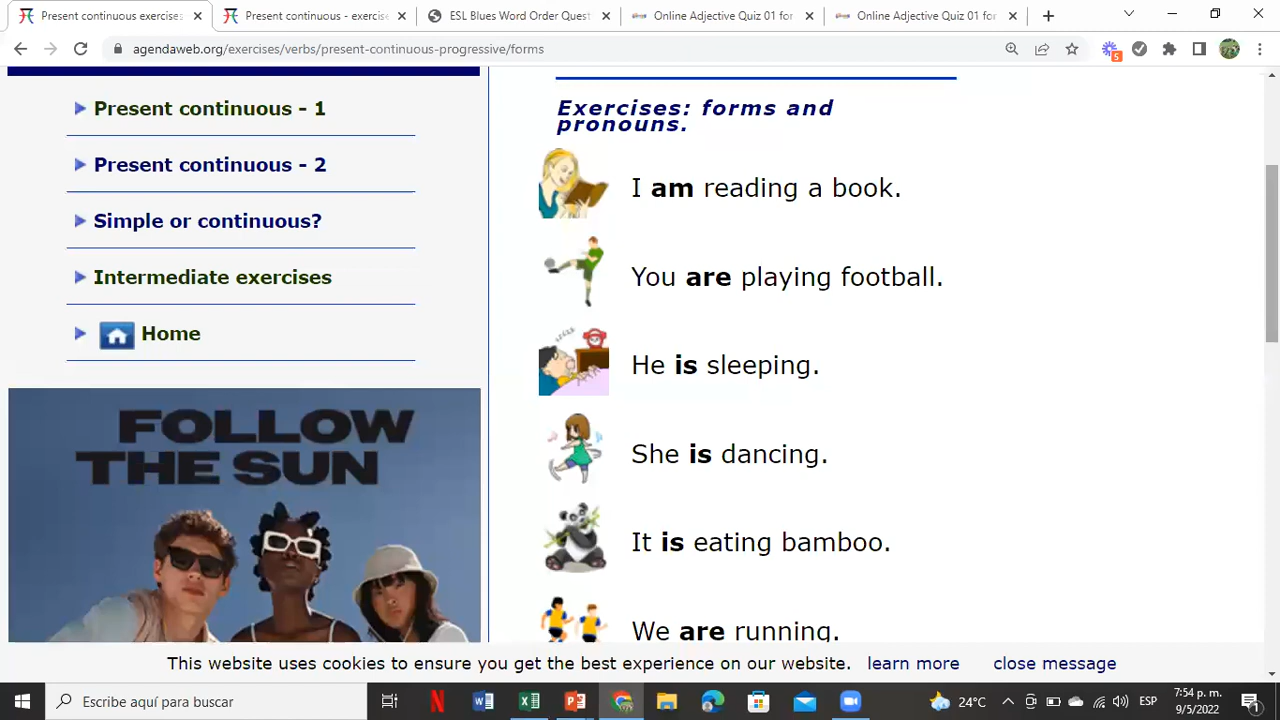 Present continuous exercises
Present continuous - exercise
ESL Blues Word Order Quest
Online Adjective Quiz 01 for
Online Adjective Quiz 01 for
agendaweb.org/exercises/verbs/present-continuous-progressive/forms
5
Present continuous - 1
Present continuous - 2
Simple or continuous?
Intermediate exercises
Home
FOLLOW
THE SUN
Exercises: forms and
pronouns.
I am reading a book.
You are playing football.
He is sleeping.
She is dancing.
It is eating bamboo.
We are running.
This website uses cookies to ensure you get the best experience on our website. learn more close message
Escribe aquí para buscar
24°C
ESP
7:54 p. m.
9/5/2022
1